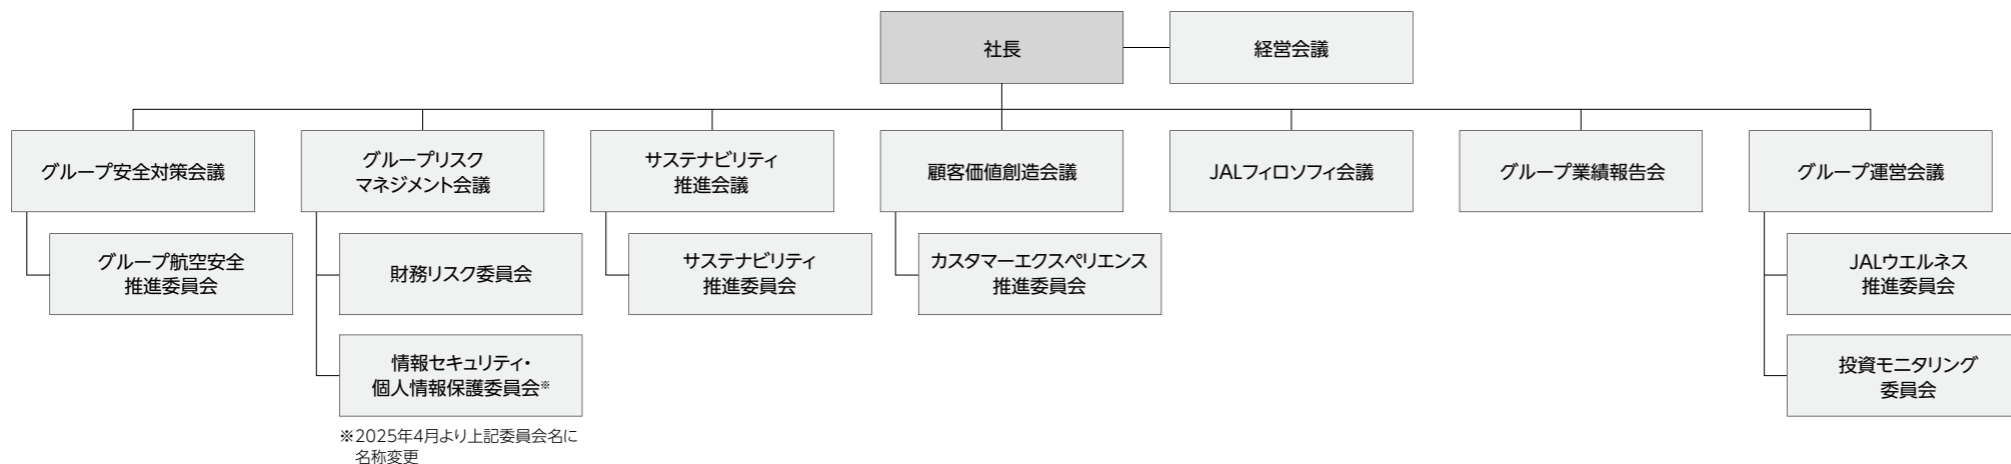 社長
経営会議
グループ安全対策会議
グループリスク
マネジメント会議
サステナビリティ
推進会議
顧客価値創造会議
JALフィロソフィ会議
グループ業績報告会
グループ運営会議
グループ航空安全
推進委員会
財務リスク委員会
サステナビリティ
推進委員会
カスタマーエクスペリエンス
推進委員会
JALウエルネス
推進委員会
情報セキュリティ・
個人情報保護委員会※
投資モニタリング
委員会
※2025年4月より上記委員会名に
名称変更